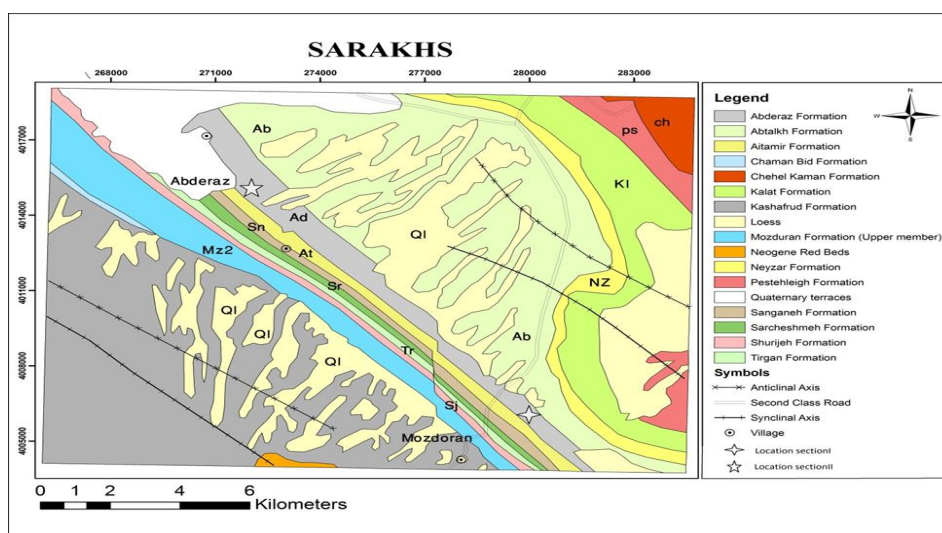 SARAKHS
268000 271000 274000 277000 280000 283000
4017000
4014000
4011000
4008000
4005000
Ab
ps
ch
Kl
Abderaz
Ad
Sn
Ql
At
Mz2
NZ
Sr
Ql
Ql
Ab
Ql
Tr
Sj
Mozdoran
0 1 2 4 6
Kilometers
Legend
N
W E
S
Abderaz Formation
Abtalkh Formation
Aitamir Formation
Chaman Bid Formation
Chehel Kaman Formation
Kalat Formation
Kashafrud Formation
Loess
Mozduran Formation (Upper member)
Neogene Red Beds
Neyzar Formation
Pestehleigh Formation
Quaternary terraces
Sanganeh Formation
Sarcheshmeh Formation
Shurijeh Formation
Tirgan Formation
Symbols
Anticlinal Axis
Second Class Road
Synclinal Axis
Village
Location sectionI
Location sectionII